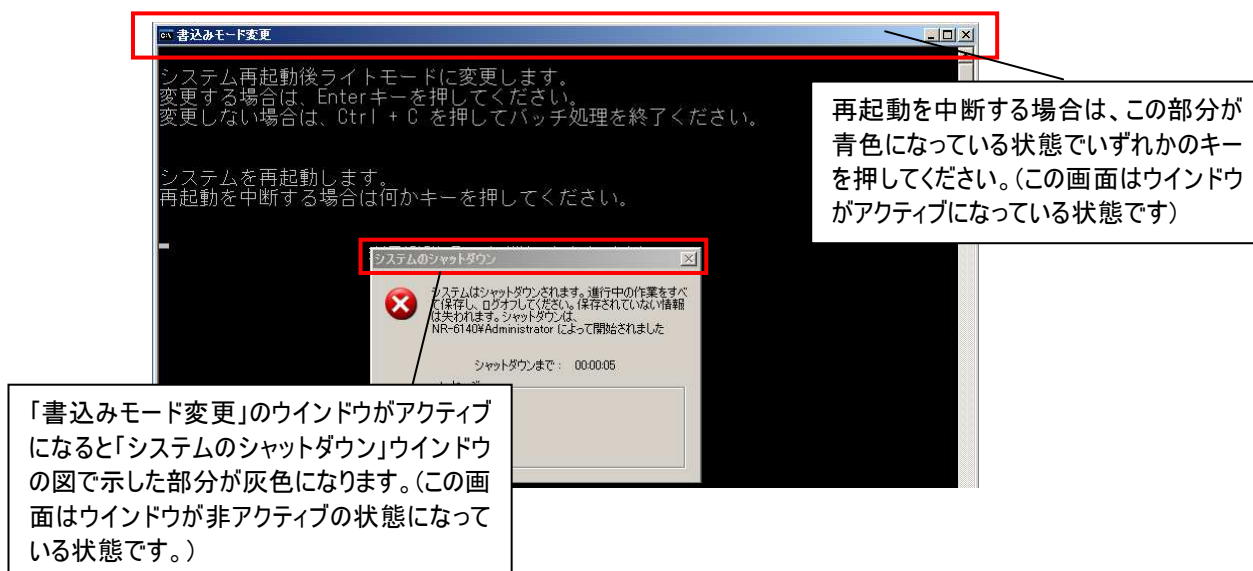 書込みモード変更
システム再起動後ライトモードに変更します。
変更する場合は、Enterキーを押してください。
変更しない場合は、Ctrl + C を押してバッチ処理を終了ください。
システムを再起動します。
再起動を中断する場合は何かキーを押してください。
再起動を中断する場合は、この部分が
青色になっている状態でいずれかのキー
を押してください。(この画面はウインドウ
がアクティブになっている状態です)
システムのシャットダウン
システムはシャットダウンされます。進行中の作業をすべ
て保存し、ログオフしてください。保存されていない情報
は失われます。シャットダウンは、
NR-6140¥Administrator によって開始されました
シャットダウンまで : 00:00:05
「書込みモード変更」のウインドウがアクティブ
になると「システムのシャットダウン」ウインドウ
の図で示した部分が灰色になります。(この画
面はウインドウが非アクティブの状態になって
いる状態です。)